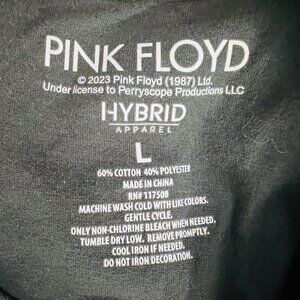 PINK FLOYD
© 2023 Pink Floyd (1987) Ltd.
Under license to Perryscope Productions LLC
HYBRID
APPAREL
L
60% COTTON 40% POLYESTER
MADE IN CHINA
RN# 117508
MACHINE WASH COLD WITH LIKE COLORS.
GENTLE CYCLE.
ONLY NON-CHLORINE BLEACH WHEN NEEDED.
TUMBLE DRY LOW. REMOVE PROMPTLY.
COOL IRON IF NEEDED.
DO NOT IRON DECORATION.